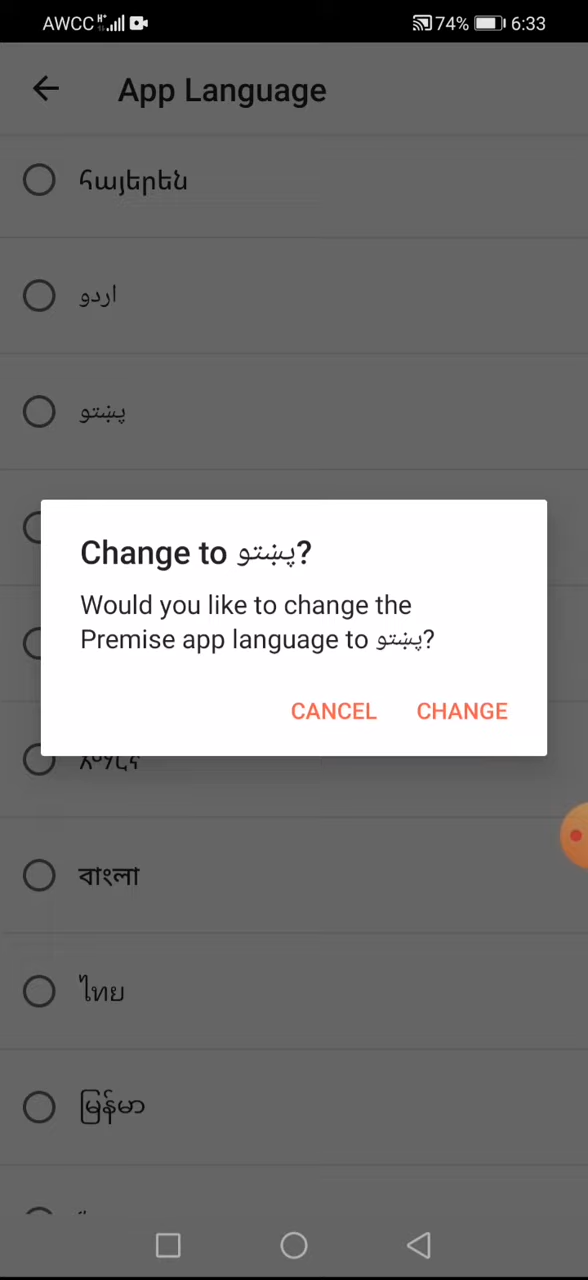 AWCC H+ 74% 6:33
App Language
հայերեն
اردو
پښتو
Change to پښتو?
Would you like to change the
Premise app language to پښتو?
CANCEL CHANGE
አማርኛ
বাংলা
ไทย
မြန်မာ